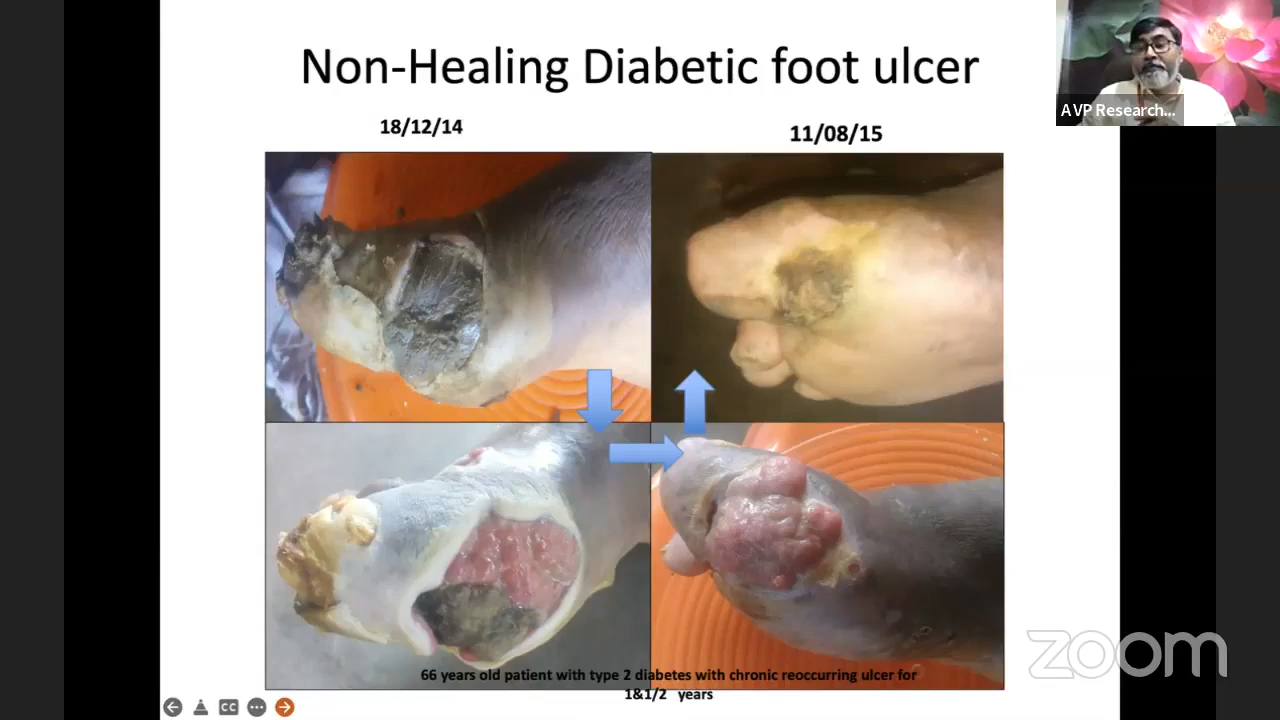 Non-Healing Diabetic foot ulcer
18/12/14
11/08/15
AVP Research...
66 years old patient with type 2 diabetes with chronic reoccurring ulcer for
1&1/2 years
CC
zoom